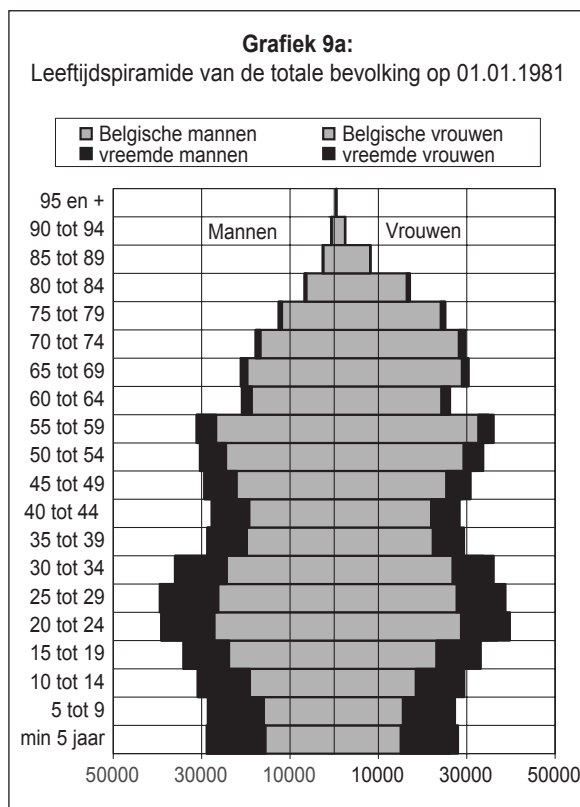 Grafiek 9a:
Leeftijdspiramide van de totale bevolking op 01.01.1981
Belgische mannen Belgische vrouwen
vreemde mannen vreemde vrouwen
95 en +
90 tot 94 Mannen Vrouwen
85 tot 89
80 tot 84
75 tot 79
70 tot 74
65 tot 69
60 tot 64
55 tot 59
50 tot 54
45 tot 49
40 tot 44
35 tot 39
30 tot 34
25 tot 29
20 tot 24
15 tot 19
10 tot 14
5 tot 9
min 5 jaar
50000 30000 10000 10000 30000 50000